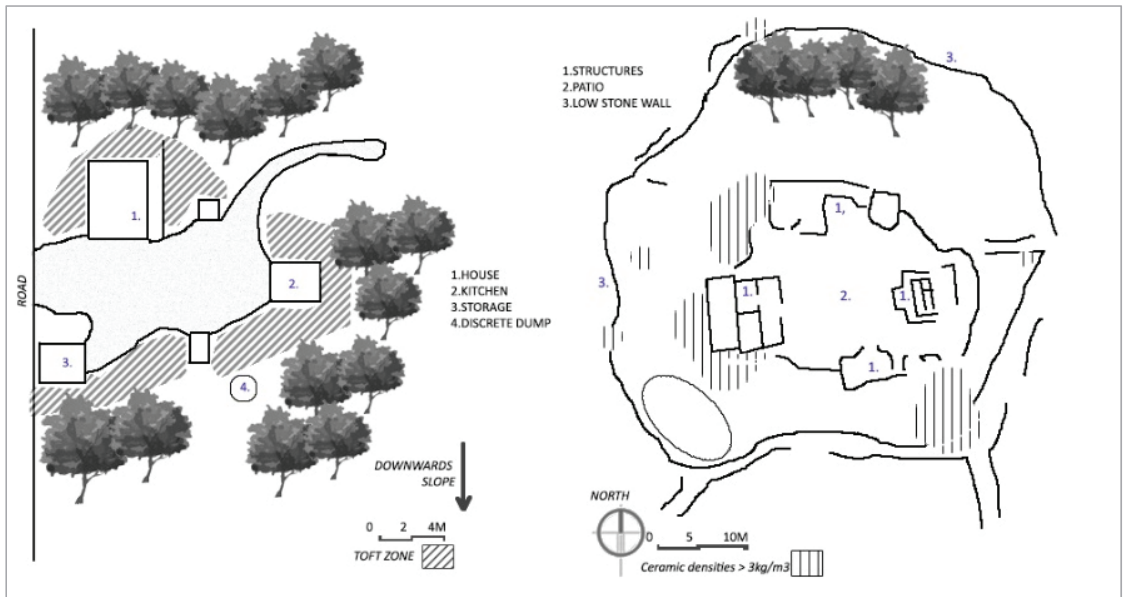 1.
2.
3.
4.
ROAD
1.HOUSE
2.KITCHEN
3.STORAGE
4.DISCRETE DUMP
DOWNWARDS
SLOPE
0 2 4M
TOFT ZONE
1.STRUCTURES
2.PATIO
3.LOW STONE WALL
3.
1,
3.
1.
2.
1.
1.
NORTH
0 5 10M
Ceramic densities > 3kg/m3